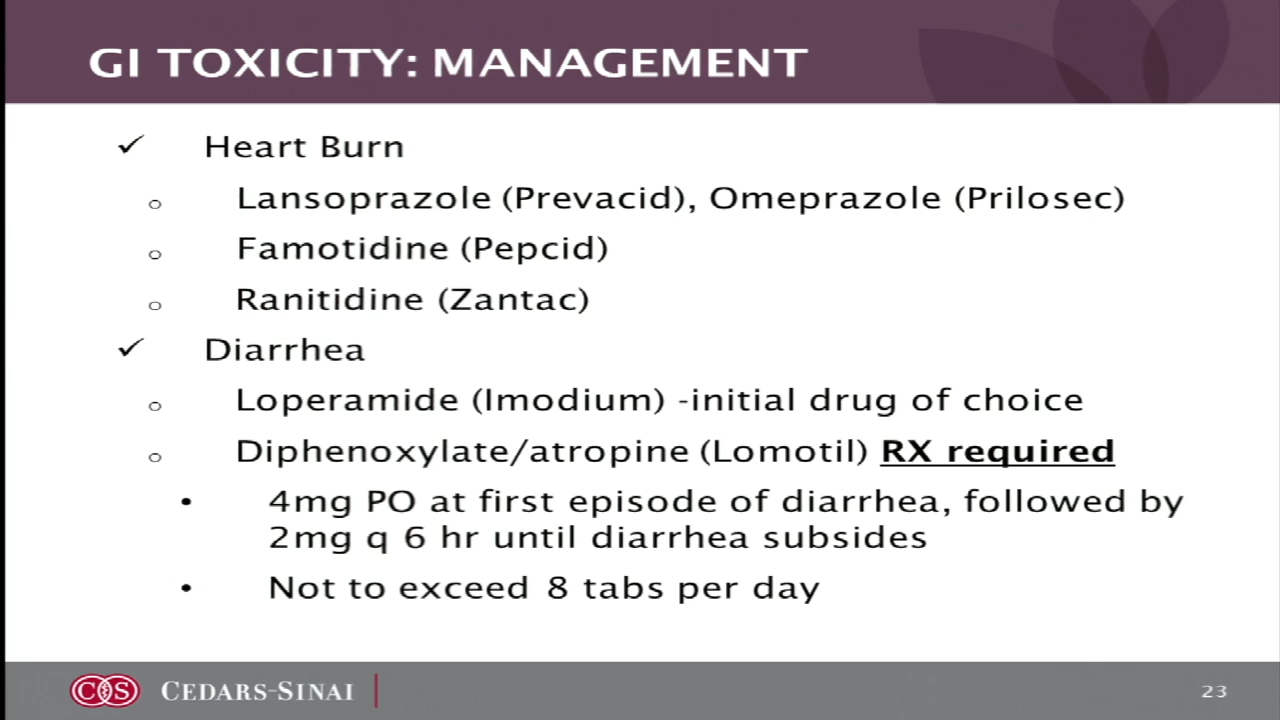 GI TOXICITY: MANAGEMENT
✓ Heart Burn
o Lansoprazole (Prevacid), Omeprazole (Prilosec)
o Famotidine (Pepcid)
o Ranitidine (Zantac)
✓ Diarrhea
o Loperamide (Imodium) -initial drug of choice
o Diphenoxylate/atropine (Lomotil) RX required
• 4mg PO at first episode of diarrhea, followed by
2mg q 6 hr until diarrhea subsides
• Not to exceed 8 tabs per day
CS CEDARS-SINAI
23